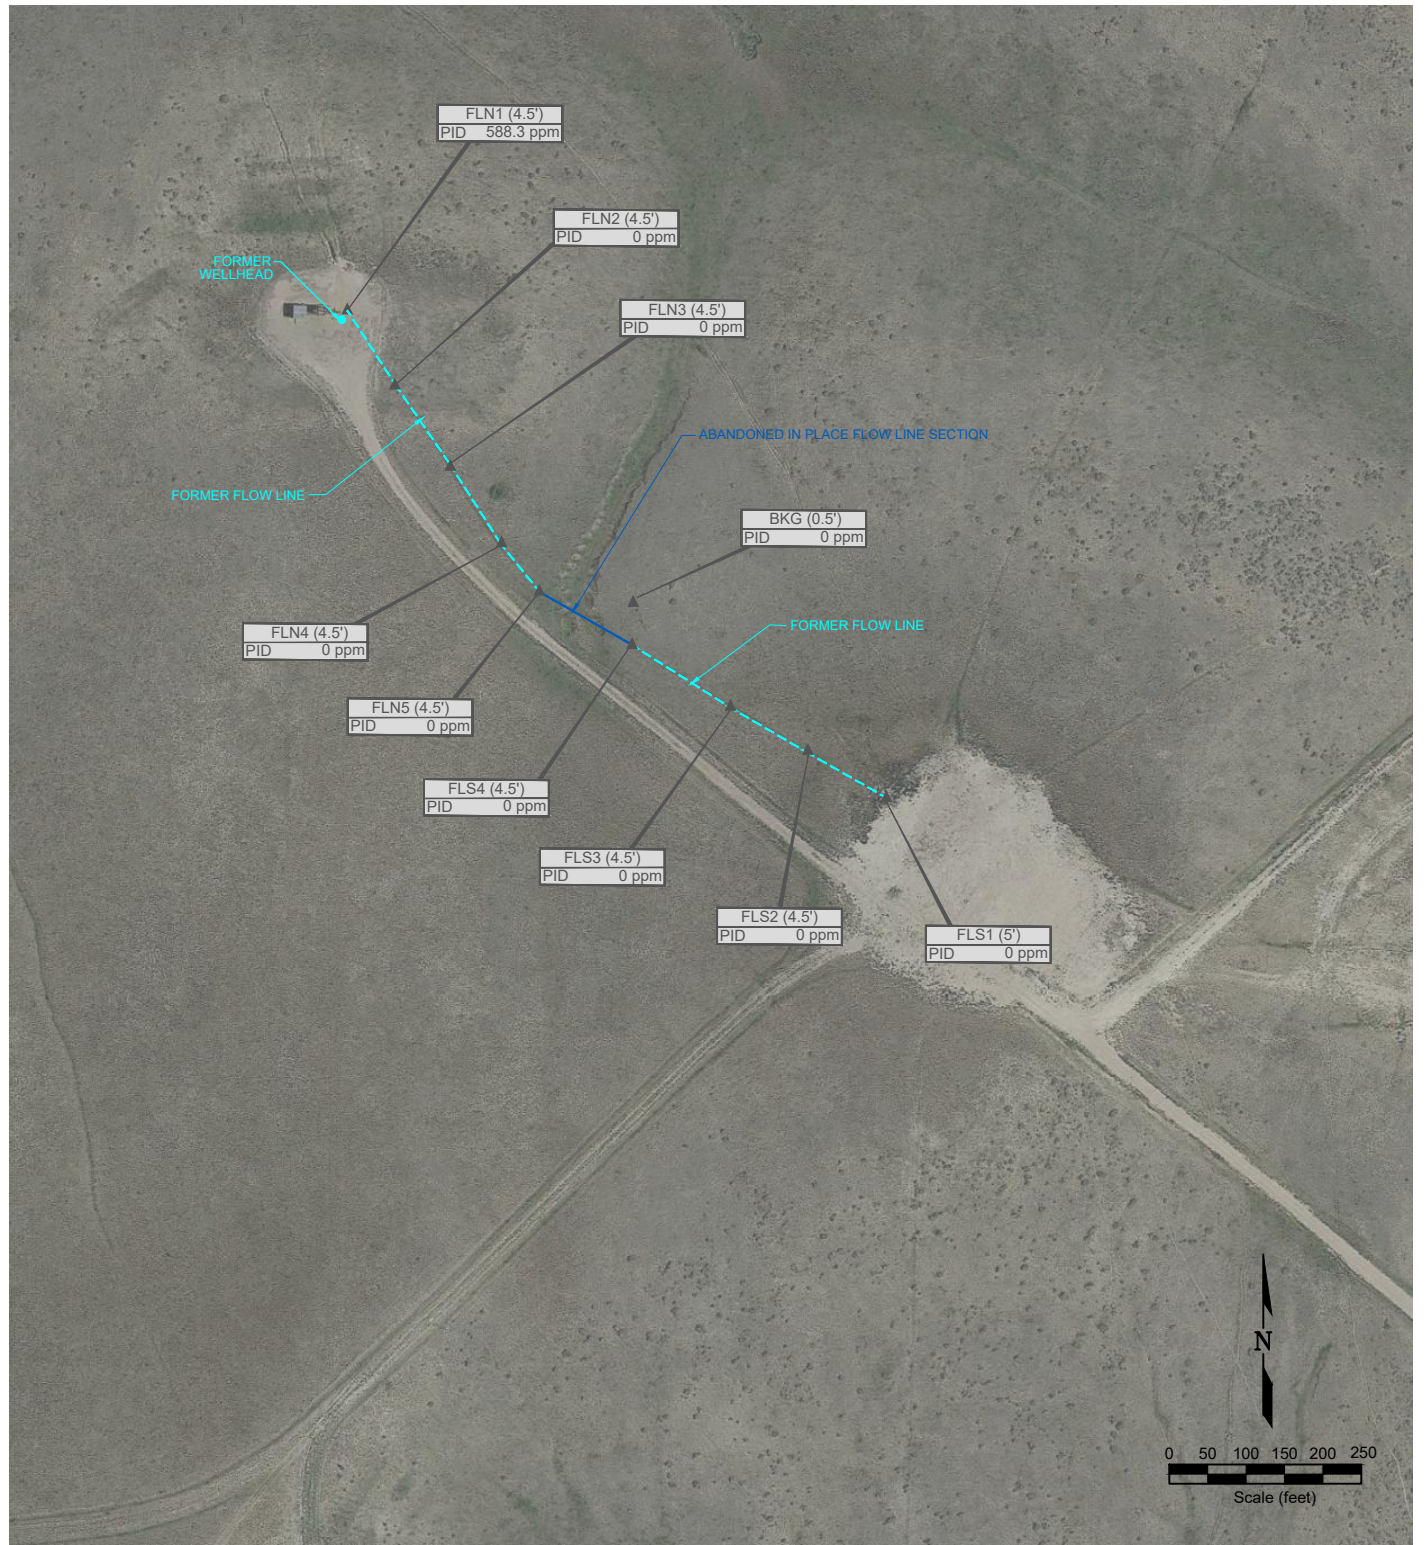 FLN1 (4.5')
PID 588.3 ppm
FLN2 (4.5')
PID 0 ppm
FORMER
WELLHEAD
FLN3 (4.5')
PID 0 ppm
ABANDONED IN PLACE FLOW LINE SECTION
FORMER FLOW LINE
BKG (0.5')
PID 0 ppm
FORMER FLOW LINE
FLN4 (4.5')
PID 0 ppm
FLN5 (4.5')
PID 0 ppm
FLS4 (4.5')
PID 0 ppm
FLS3 (4.5')
PID 0 ppm
FLS2 (4.5')
PID 0 ppm
FLS1 (5')
PID 0 ppm
N
0 50 100 150 200 250
Scale (feet)